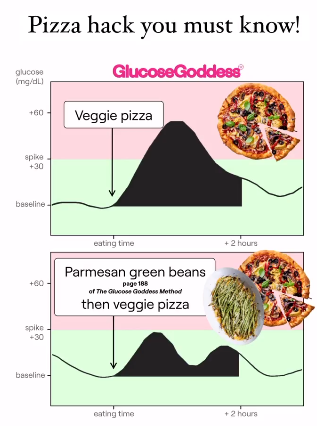 Pizza hack you must know!
GlucoseGoddess®
glucose
(mg/dL)
+60
Veggie pizza
spike
+30
baseline
eating time
+ 2 hours
Parmesan green beans
page 188
of The Glucose Goddess Method
then veggie pizza
+60
spike
+30
baseline
eating time
+ 2 hours